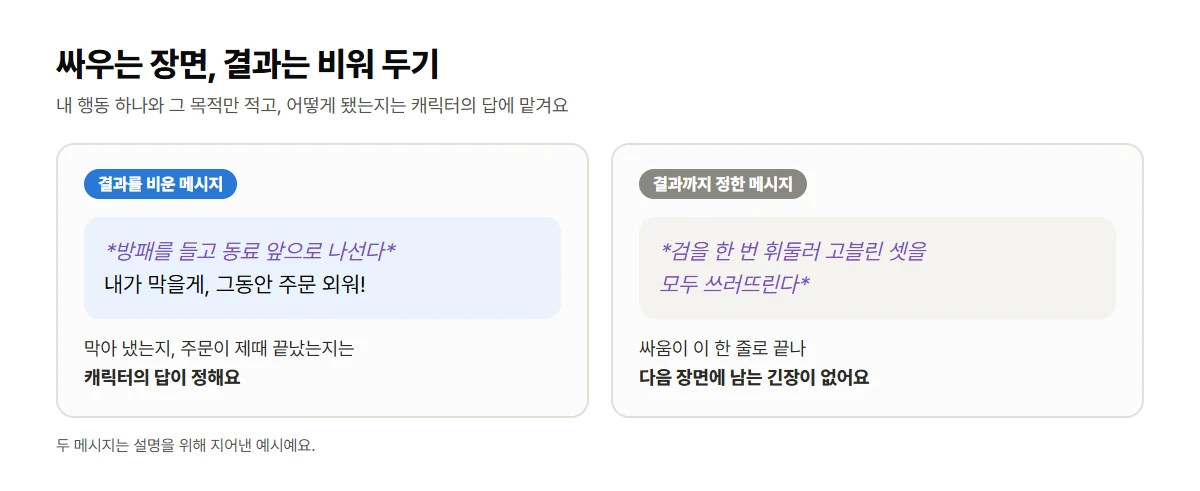 싸우는 장면, 결과는 비워 두기
내 행동 하나와 그 목적만 적고, 어떻게 됐는지는 캐릭터의 답에 맡겨요
결과를 비운 메시지
*방패를 들고 동료 앞으로 나선다*
내가 막을게, 그동안 주문 외워!
막아 냈는지, 주문이 제때 끝났는지는
캐릭터의 답이 정해요
결과까지 정한 메시지
*검을 한 번 휘둘러 고블린 셋을
모두 쓰러뜨린다*
싸움이 이 한 줄로 끝나
다음 장면에 남는 긴장이 없어요
두 메시지는 설명을 위해 지어낸 예시예요.